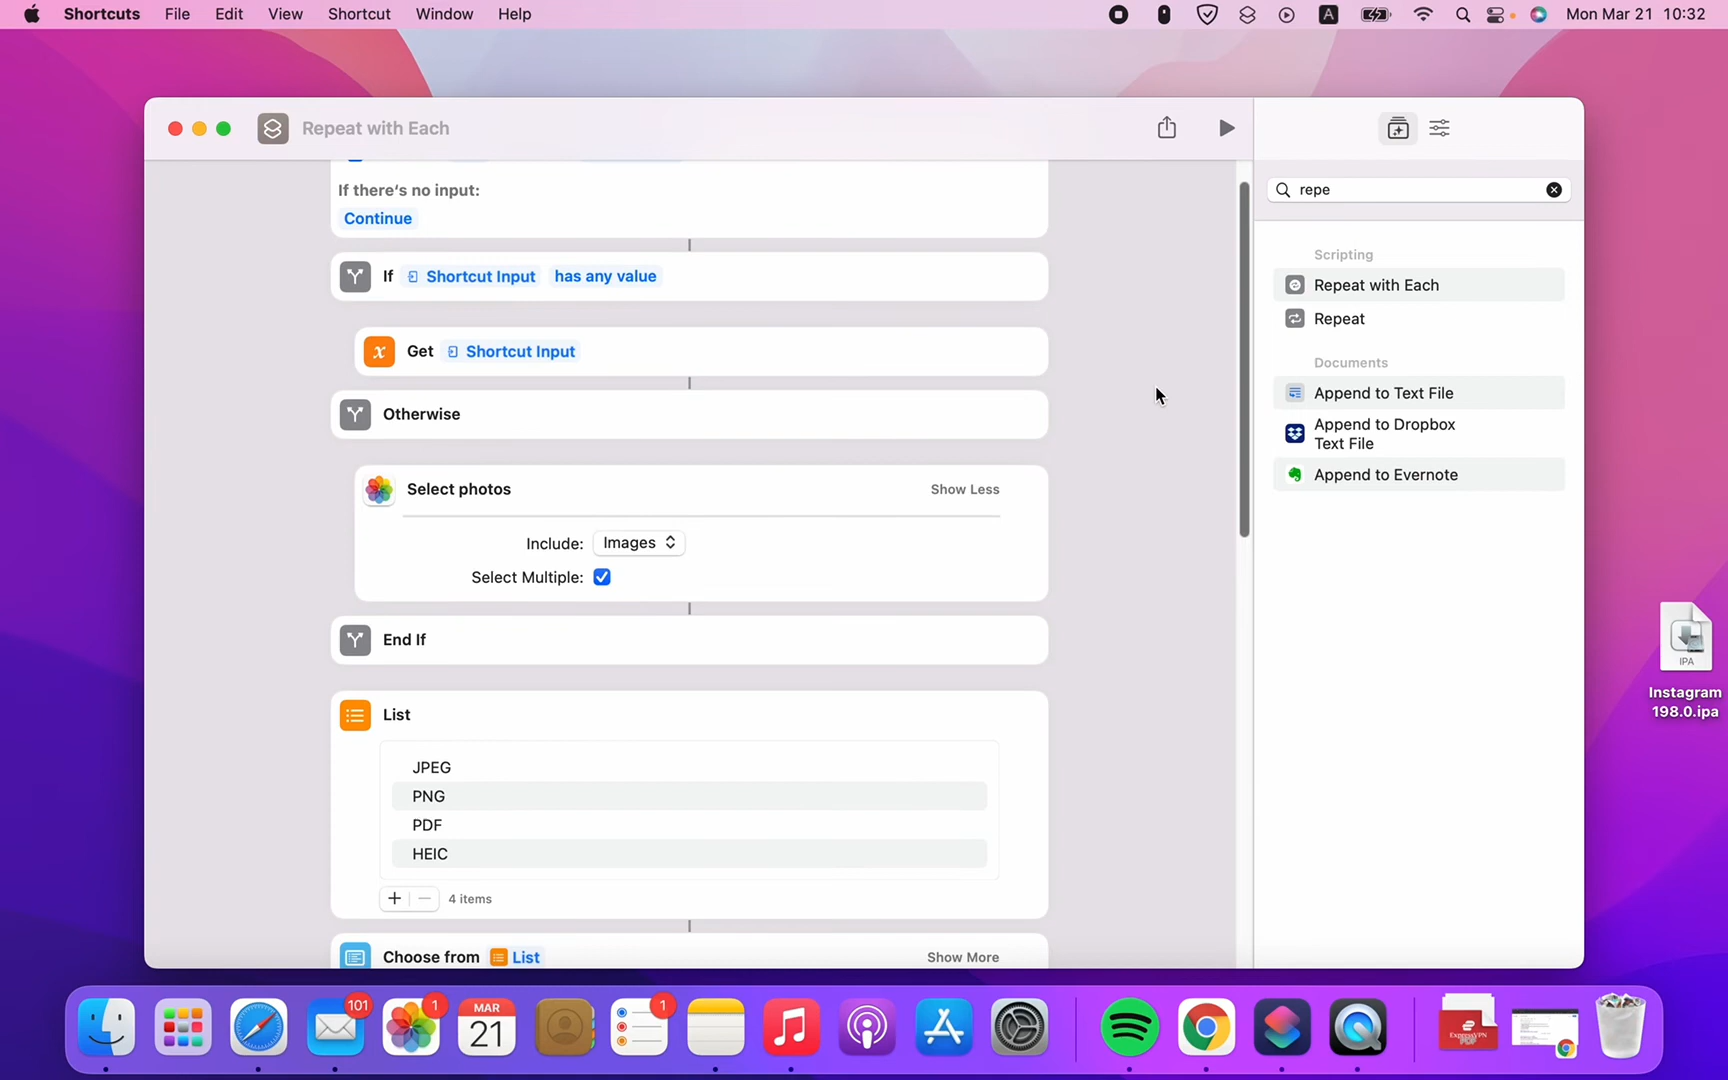 Shortcuts File Edit View Shortcut Window Help
A
Mon Mar 21 10:32
Repeat with Each
repe
If there's no input:
Continue
If Shortcut Input has any value
Get Shortcut Input
Otherwise
Select photos
Show Less
Include: Images
Select Multiple:
End If
List
JPEG
PNG
PDF
HEIC
4 items
Choose from List
Show More
Scripting
Repeat with Each
Repeat
Documents
Append to Text File
Append to Dropbox
Text File
Append to Evernote
IPA
Instagram
198.0.ipa
101
1
MAR
21
1
ExpressVPN